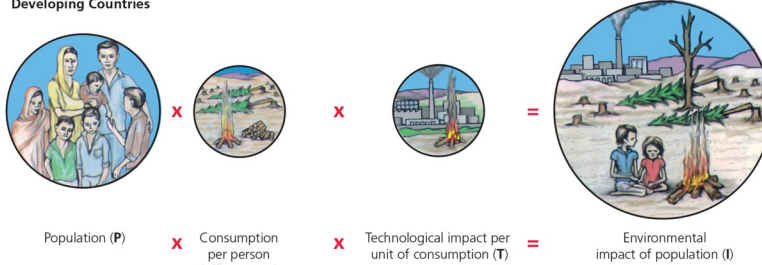 Developing Countries
x x =
Population (P) x Consumption x Technological impact per = Environmental
per person unit of consumption (T) impact of population (I)